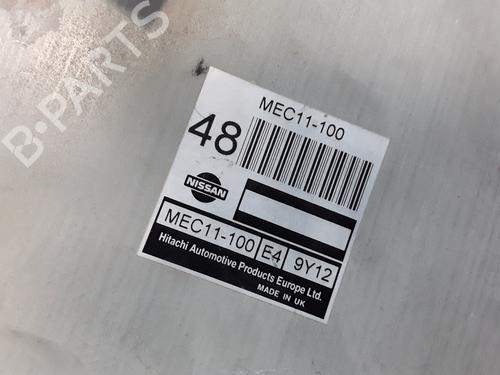 B-PARTS
MEC11-100
48
NISSAN
MEC11-100 E4 9Y12
Hitachi Automotive Products Europe Ltd.
MADE IN UK